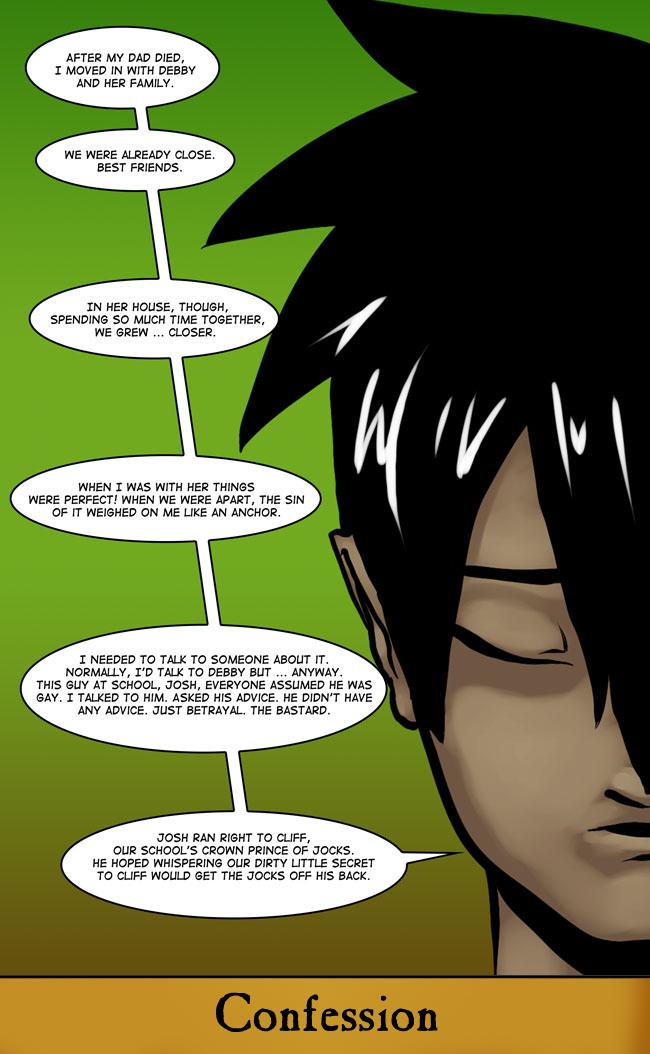 AFTER MY DAD DIED,
I MOVED IN WITH DEBBY
AND HER FAMILY.
WE WERE ALREADY CLOSE.
BEST FRIENDS.
IN HER HOUSE, THOUGH,
SPENDING SO MUCH TIME TOGETHER,
WE GREW ... CLOSER.
WHEN I WAS WITH HER THINGS
WERE PERFECT! WHEN WE WERE APART, THE SIN
OF IT WEIGHED ON ME LIKE AN ANCHOR.
I NEEDED TO TALK TO SOMEONE ABOUT IT.
NORMALLY, I'D TALK TO DEBBY BUT ... ANYWAY.
THIS GUY AT SCHOOL, JOSH, EVERYONE ASSUMED HE WAS
GAY. I TALKED TO HIM. ASKED HIS ADVICE. HE DIDN'T HAVE
ANY ADVICE. JUST BETRAYAL. THE BASTARD.
JOSH RAN RIGHT TO CLIFF,
OUR SCHOOL'S CROWN PRINCE OF JOCKS.
HE HOPED WHISPERING OUR DIRTY LITTLE SECRET
TO CLIFF WOULD GET THE JOCKS OFF HIS BACK.
Confession